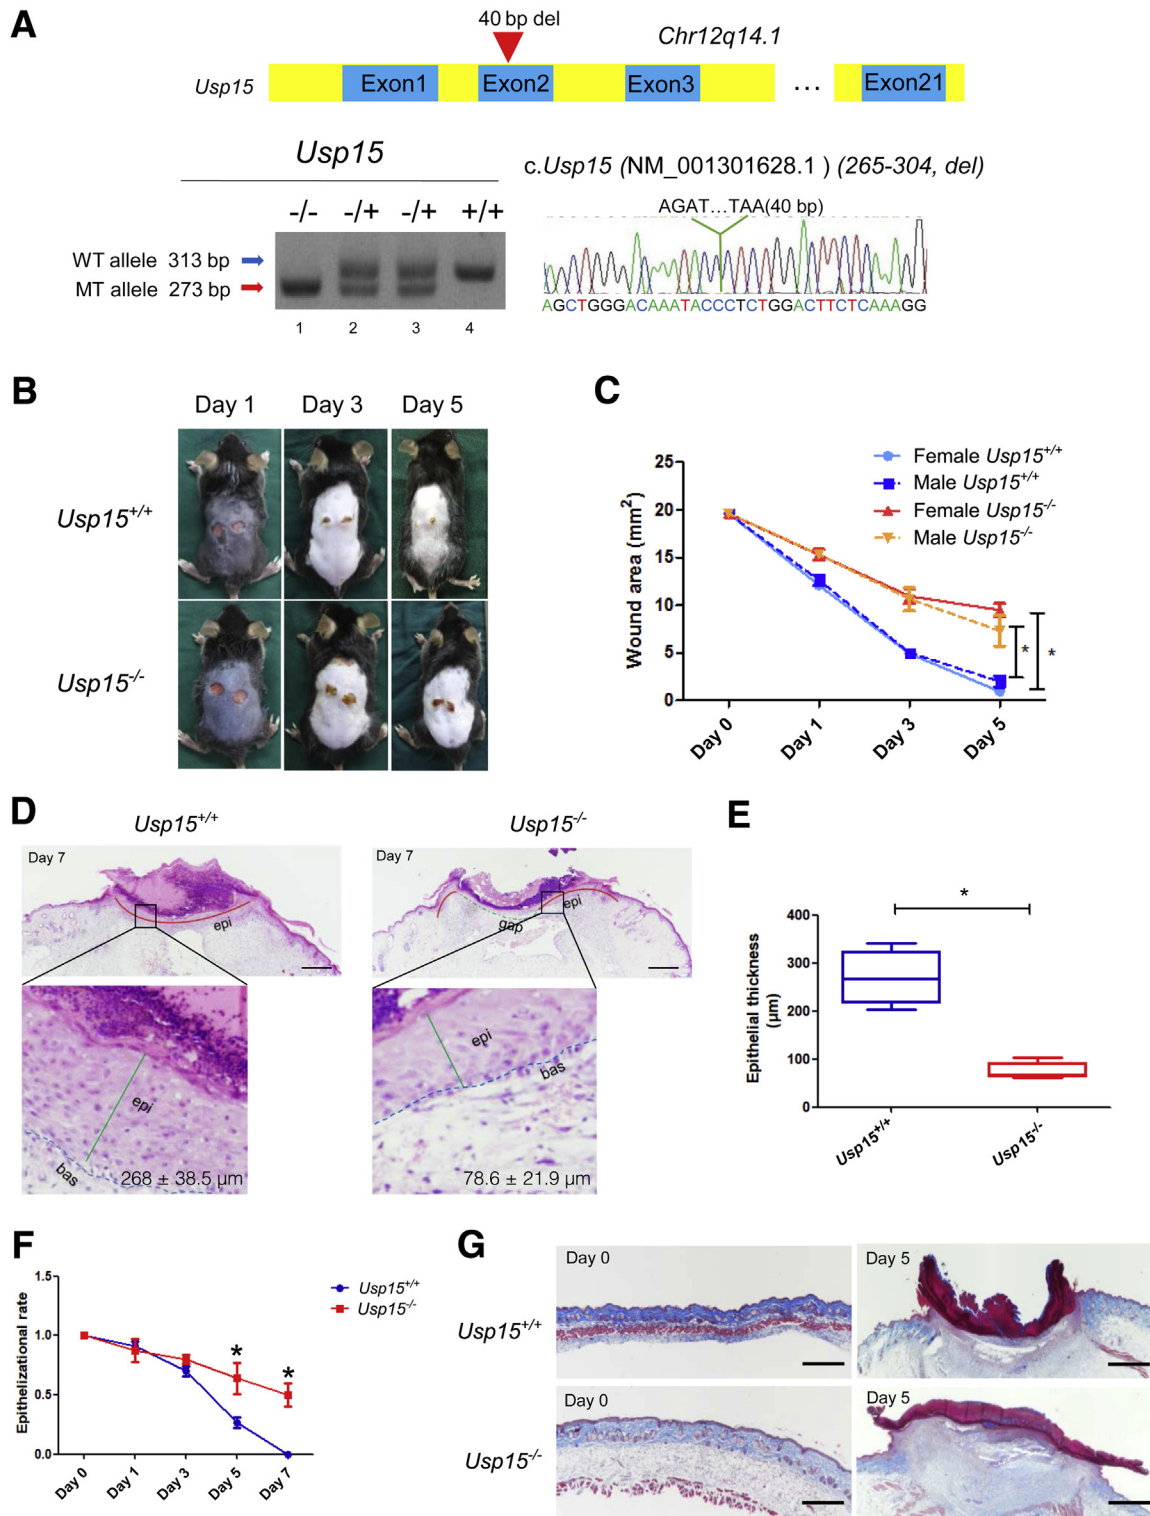 A
40 bp del
Chr12q14.1
Usp15
Exon1
Exon2
Exon3
...
Exon21
Usp15
-/-
-/+
-/+
+/+
WT allele 313 bp
MT allele 273 bp
1
2
3
4
c.Usp15 (NM_001301628.1 ) (265-304, del)
AGAT...TAA(40 bp)
AGCTGGGACAAATACCCTCTGGACTTCTCAAAGG
B
Day 1
Day 3
Day 5
Usp15+/+
Usp15-/-
C
Female Usp15+/+
Male Usp15+/+
Female Usp15-/-
Male Usp15-/-
Wound area (mm2)
25
20
15
10
5
0
Day 0
Day 1
Day 3
Day 5
*
*
D
Usp15+/+
Usp15-/-
Day 7
epi
Day 7
epi
gap
epi
bas
268 ± 38.5 µm
epi
bas
78.6 ± 21.9 µm
E
*
Epithelial thickness
(µm)
400
300
200
100
0
Usp15+/+
Usp15-/-
F
Usp15+/+
Usp15-/-
Epithelizational rate
1.5
1.0
0.5
0.0
*
*
Day 0
Day 1
Day 3
Day 5
Day 7
G
Day 0
Day 5
Usp15+/+
Day 0
Day 5
Usp15-/-